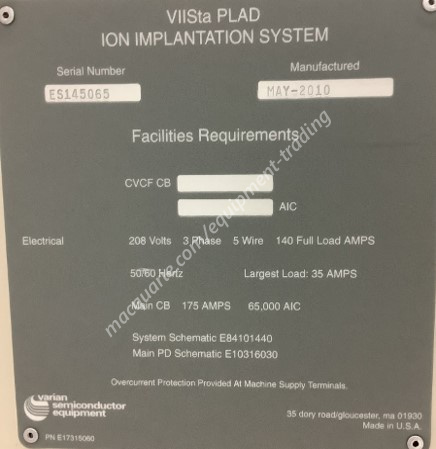 VIISta PLAD
ION IMPLANTATION SYSTEM
Serial Number
Manufactured
ES145065
MAY-2010
Facilities Requirements
CVCF CB
AIC
Electrical 208 Volts 3 Phase 5 Wire 140 Full Load AMPS
50/60 Hertz Largest Load: 35 AMPS
Main CB 175 AMPS 65,000 AIC
System Schematic E84101440
Main PD Schematic E10316030
Overcurrent Protection Provided At Machine Supply Terminals.
varian
semiconductor
equipment
35 dory road/gloucester, ma 01930
Made in U.S.A.
PN E17315060
macquarie.com/equipment-trading